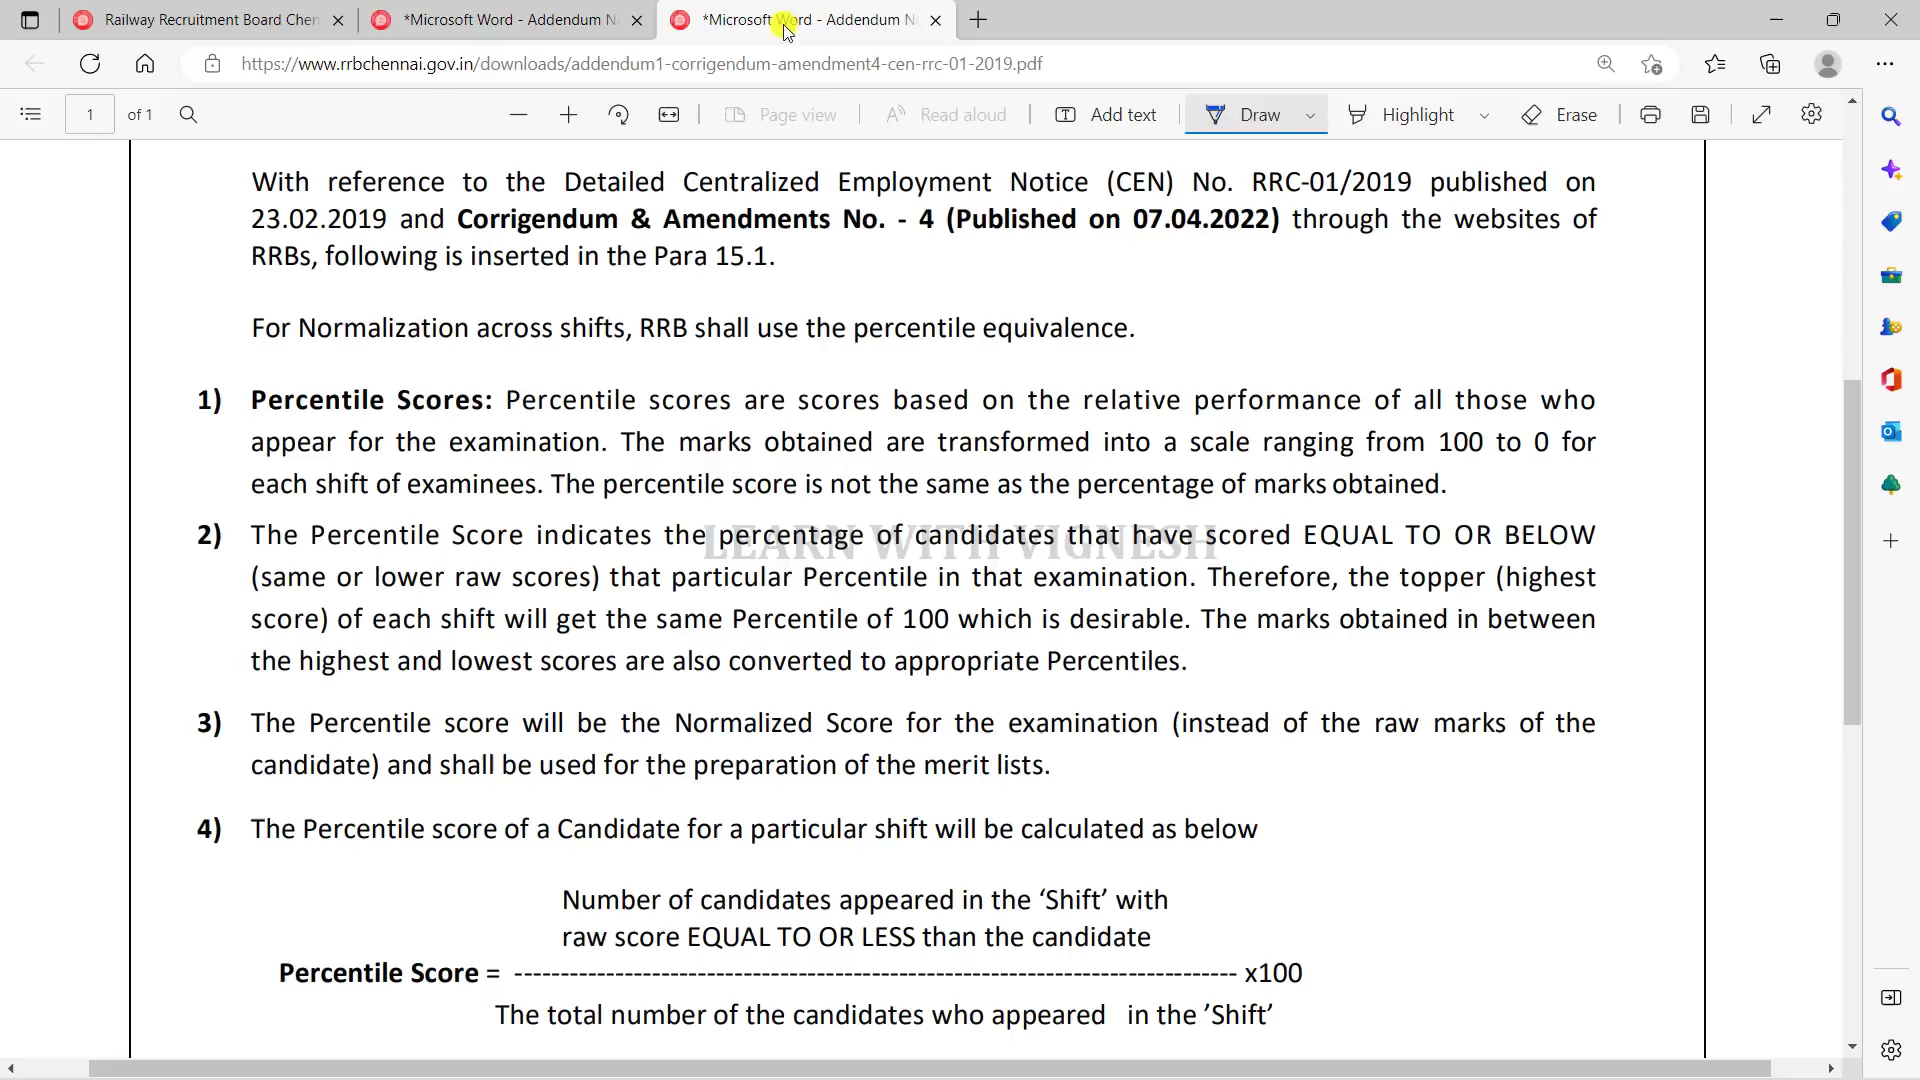 Railway Recruitment Board Chen
*Microsoft Word - Addendum N
*Microsoft Word - Addendum N
https://www.rrbchennai.gov.in/downloads/addendum1-corrigendum-amendment4-cen-rrc-01-2019.pdf
1 of 1 Page view Read aloud Add text Draw Highlight Erase
With reference to the Detailed Centralized Employment Notice (CEN) No. RRC-01/2019 published on
23.02.2019 and Corrigendum & Amendments No. - 4 (Published on 07.04.2022) through the websites of
RRBs, following is inserted in the Para 15.1.
For Normalization across shifts, RRB shall use the percentile equivalence.
1) Percentile Scores: Percentile scores are scores based on the relative performance of all those who
appear for the examination. The marks obtained are transformed into a scale ranging from 100 to 0 for
each shift of examinees. The percentile score is not the same as the percentage of marks obtained.
2) The Percentile Score indicates the percentage of candidates that have scored EQUAL TO OR BELOW
LEARN WITH VIGNESH
(same or lower raw scores) that particular Percentile in that examination. Therefore, the topper (highest
score) of each shift will get the same Percentile of 100 which is desirable. The marks obtained in between
the highest and lowest scores are also converted to appropriate Percentiles.
3) The Percentile score will be the Normalized Score for the examination (instead of the raw marks of the
candidate) and shall be used for the preparation of the merit lists.
4) The Percentile score of a Candidate for a particular shift will be calculated as below
Number of candidates appeared in the ‘Shift’ with
raw score EQUAL TO OR LESS than the candidate
Percentile Score = ------------------------------------------------------------------------------ x100
The total number of the candidates who appeared in the ’Shift’